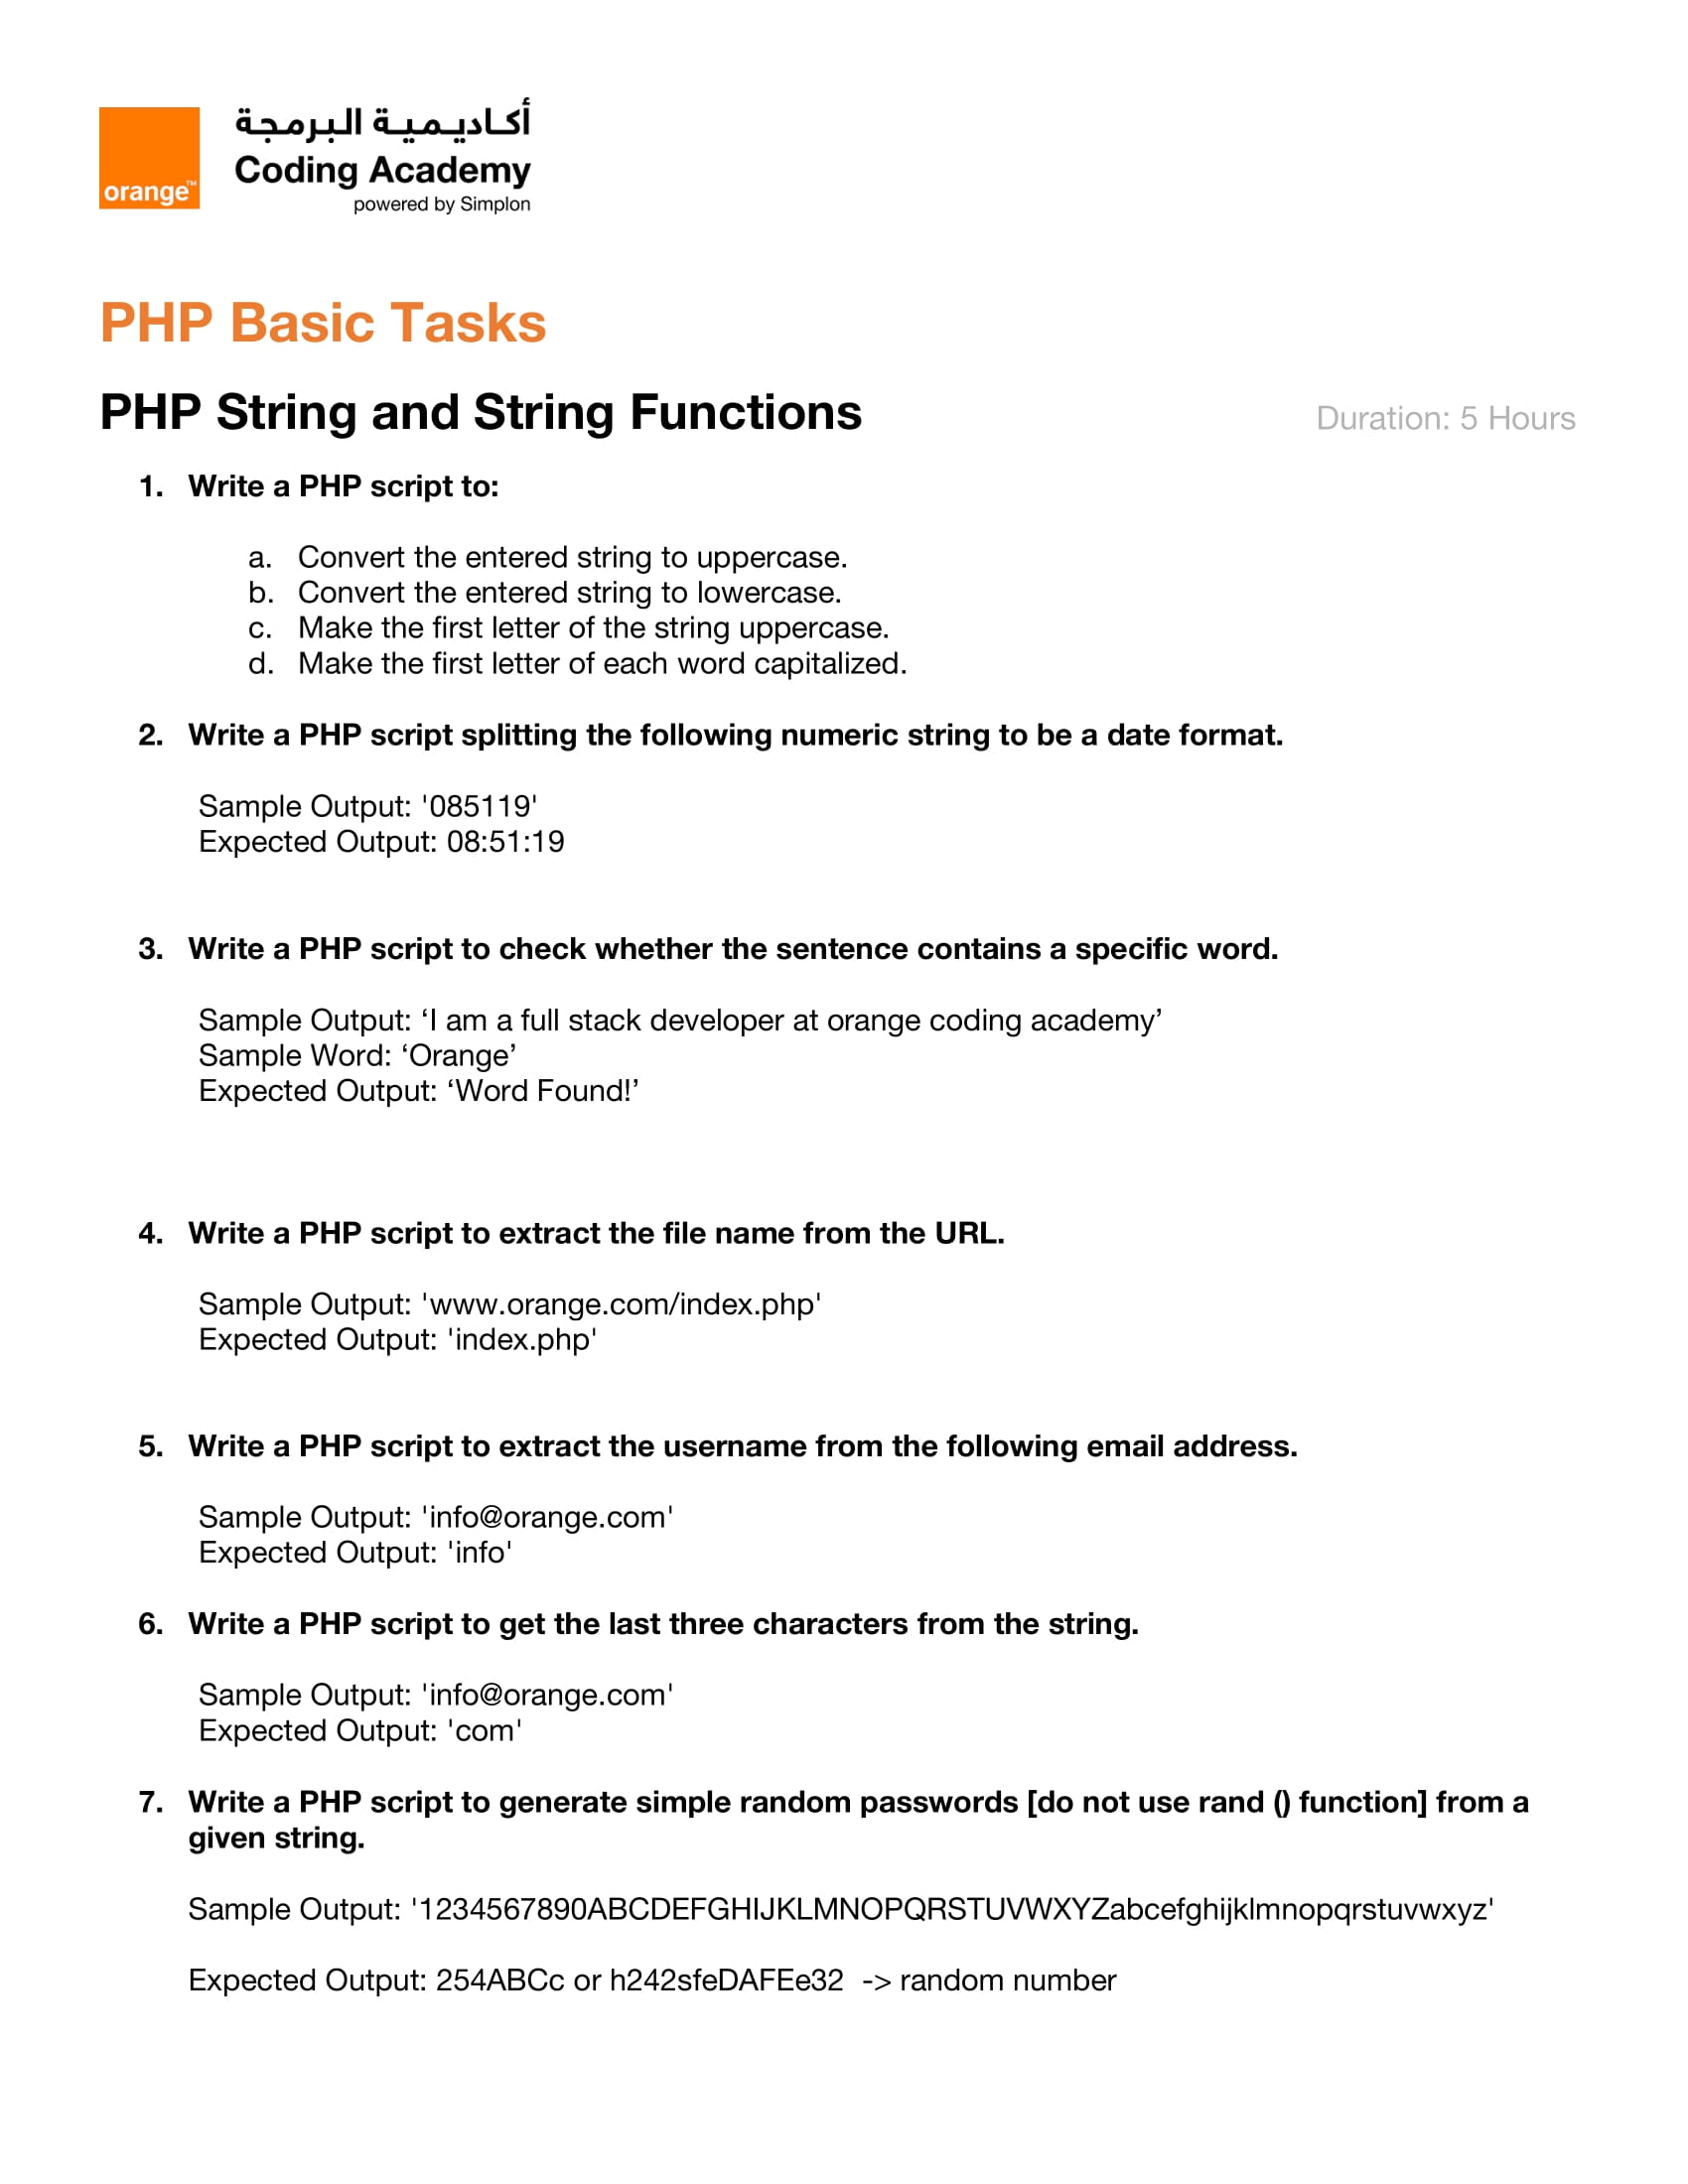 أكاديمية البرمجة
Coding Academy
powered by Simplon
orange™
PHP Basic Tasks
PHP String and String Functions Duration: 5 Hours
1. Write a PHP script to:
a. Convert the entered string to uppercase.
b. Convert the entered string to lowercase.
c. Make the first letter of the string uppercase.
d. Make the first letter of each word capitalized.
2. Write a PHP script splitting the following numeric string to be a date format.
Sample Output: '085119'
Expected Output: 08:51:19
3. Write a PHP script to check whether the sentence contains a specific word.
Sample Output: ‘I am a full stack developer at orange coding academy’
Sample Word: ‘Orange’
Expected Output: ‘Word Found!’
4. Write a PHP script to extract the file name from the URL.
Sample Output: 'www.orange.com/index.php'
Expected Output: 'index.php'
5. Write a PHP script to extract the username from the following email address.
Sample Output: 'info@orange.com'
Expected Output: 'info'
6. Write a PHP script to get the last three characters from the string.
Sample Output: 'info@orange.com'
Expected Output: 'com'
7. Write a PHP script to generate simple random passwords [do not use rand () function] from a
given string.
Sample Output: '1234567890ABCDEFGHIJKLMNOPQRSTUVWXYZabcefghijklmnopqrstuvwxyz'
Expected Output: 254ABCc or h242sfeDAFEe32 -> random number